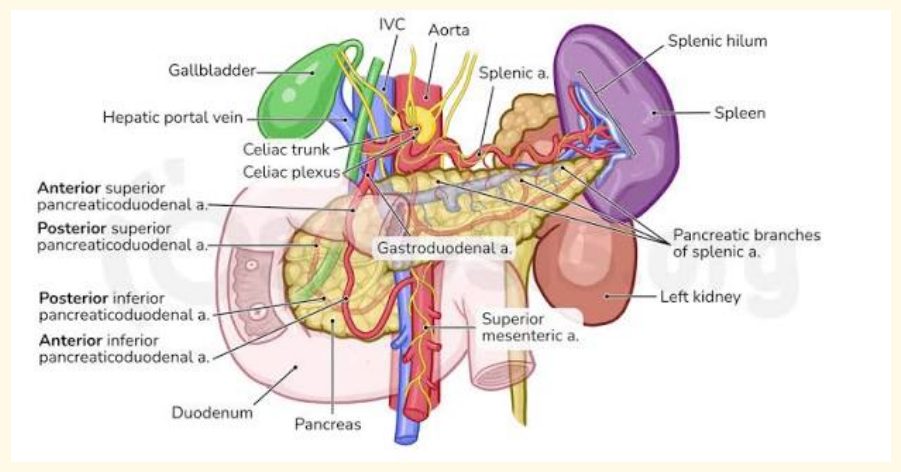 IVC
Aorta
Gallbladder
Splenic a.
Splenic hilum
Hepatic portal vein
Spleen
Celiac trunk
Celiac plexus
Anterior superior
pancreaticoduodenal a.
Posterior superior
pancreaticoduodenal a.
Gastroduodenal a.
Pancreatic branches
of splenic a.
Posterior inferior
pancreaticoduodenal a.
Left kidney
Anterior inferior
pancreaticoduodenal a.
Superior
mesenteric a.
Duodenum
Pancreas